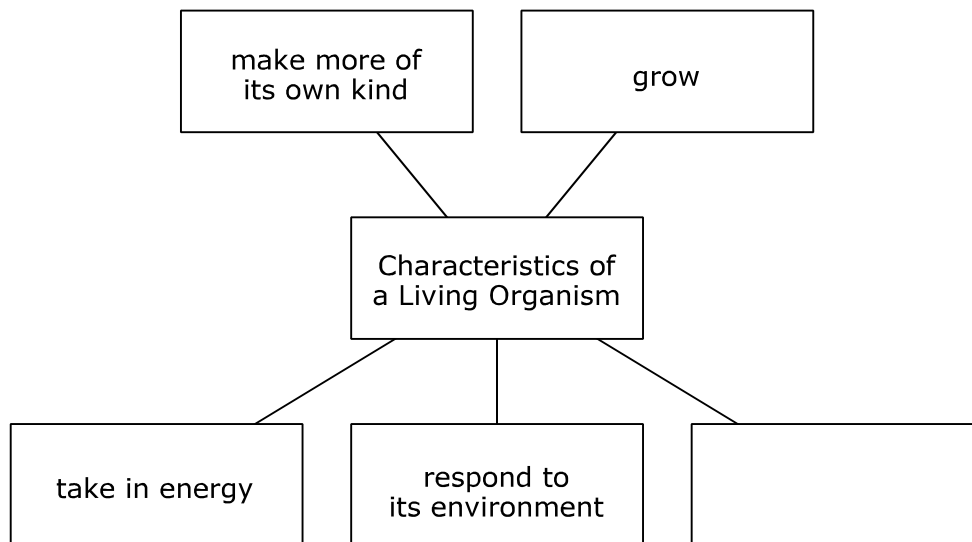 make more of
its own kind
grow
Characteristics of
a Living Organism
take in energy
respond to
its environment